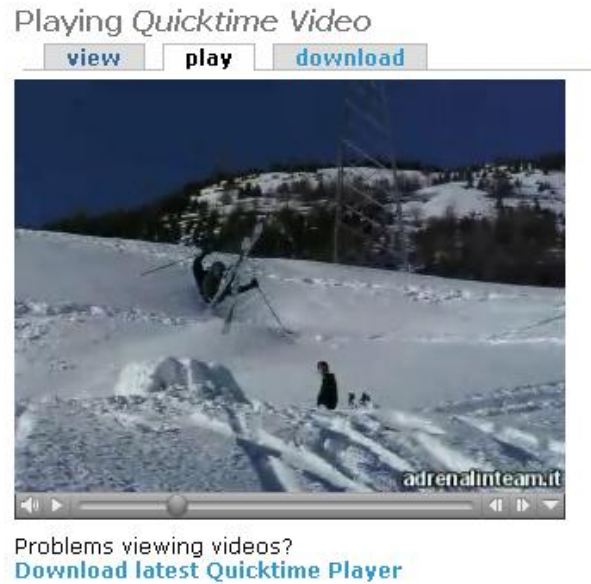 Playing Quicktime Video
view play download
adrenalinteam.it
Problems viewing videos?
Download latest Quicktime Player